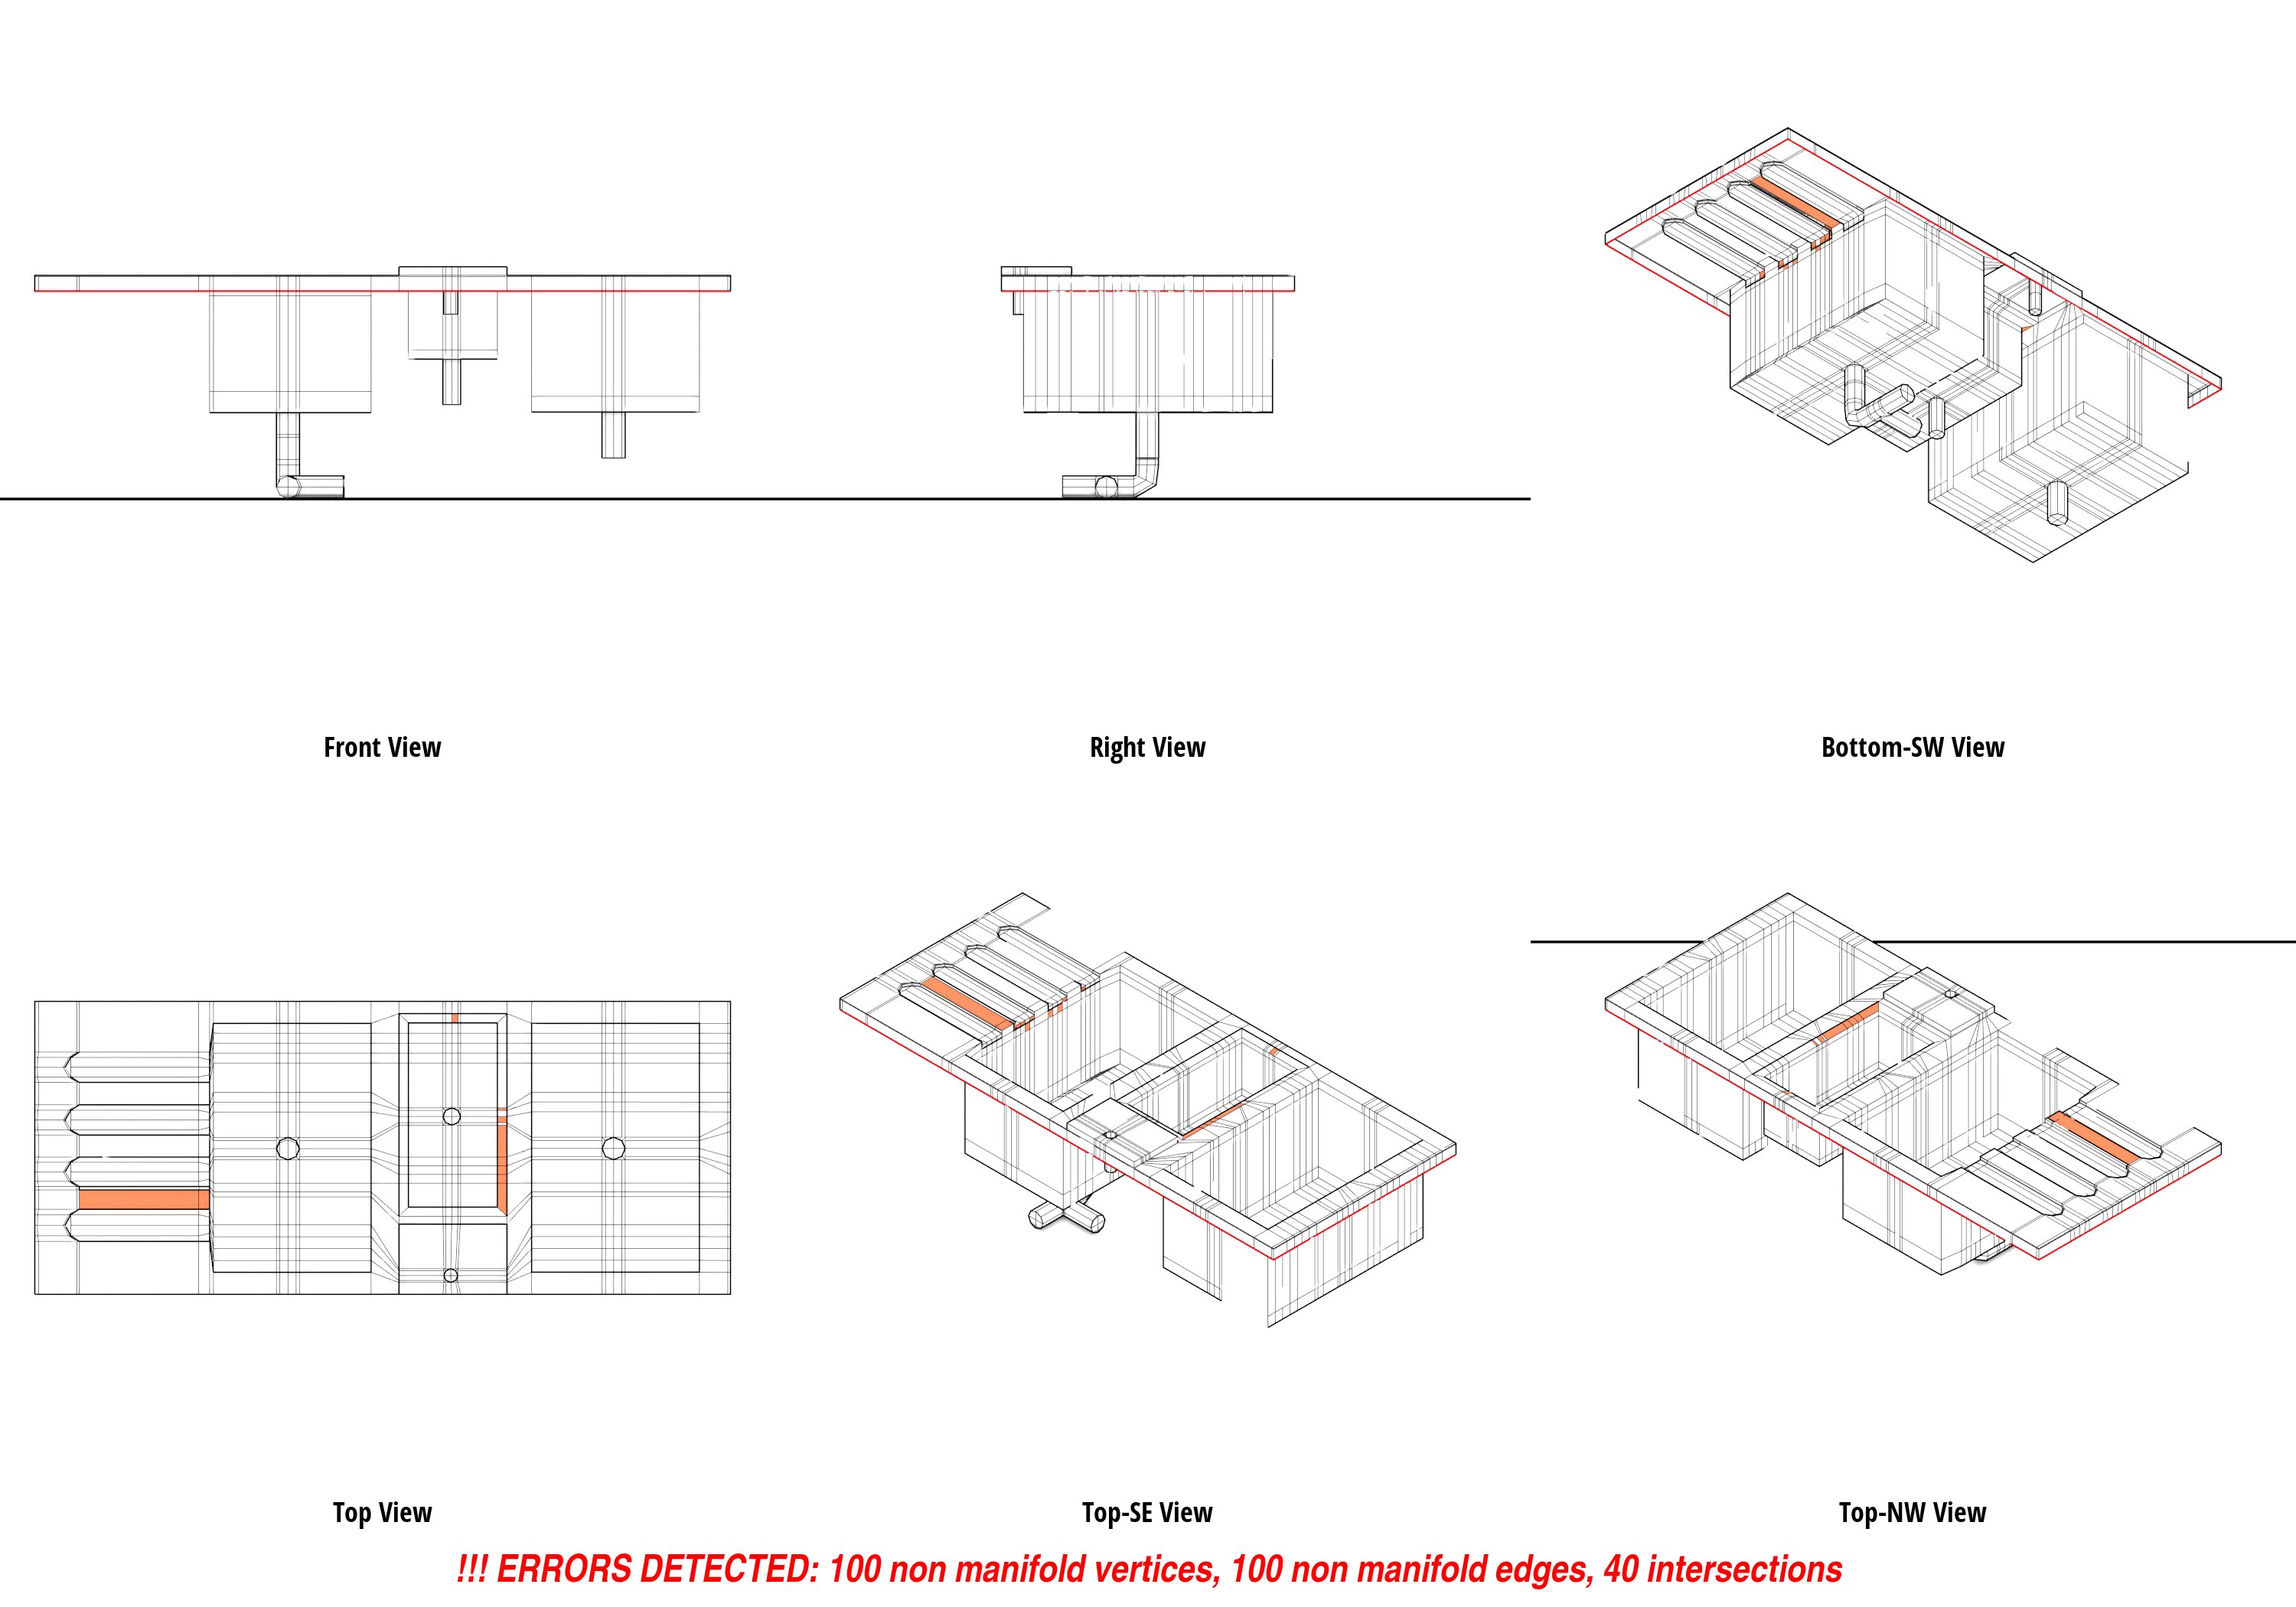 Front View
Right View
Bottom-SW View
Top View
Top-SE View
Top-NW View
!!! ERRORS DETECTED: 100 non manifold vertices, 100 non manifold edges, 40 intersections